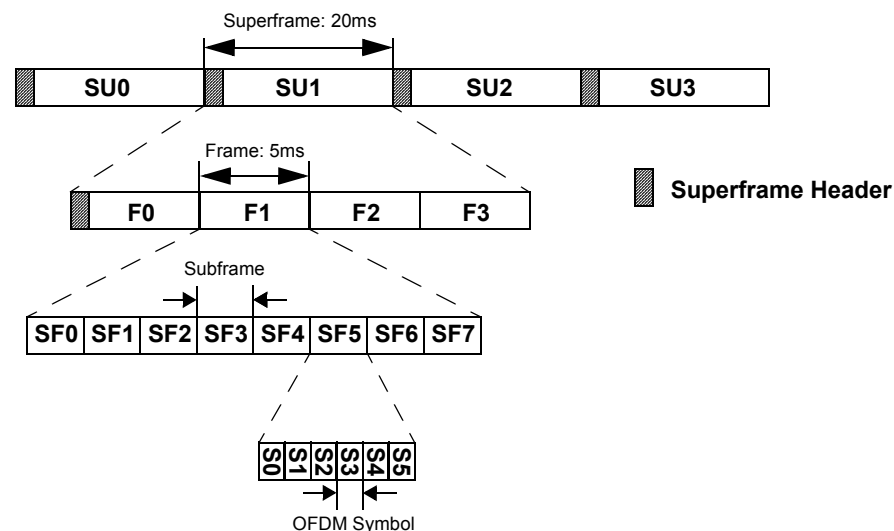 Superframe: 20ms
SU0 SU1 SU2 SU3
Frame: 5ms
F0 F1 F2 F3
Superframe Header
Subframe
SF0 SF1 SF2 SF3 SF4 SF5 SF6 SF7
S0 S1 S2 S3 S4 S5
OFDM Symbol